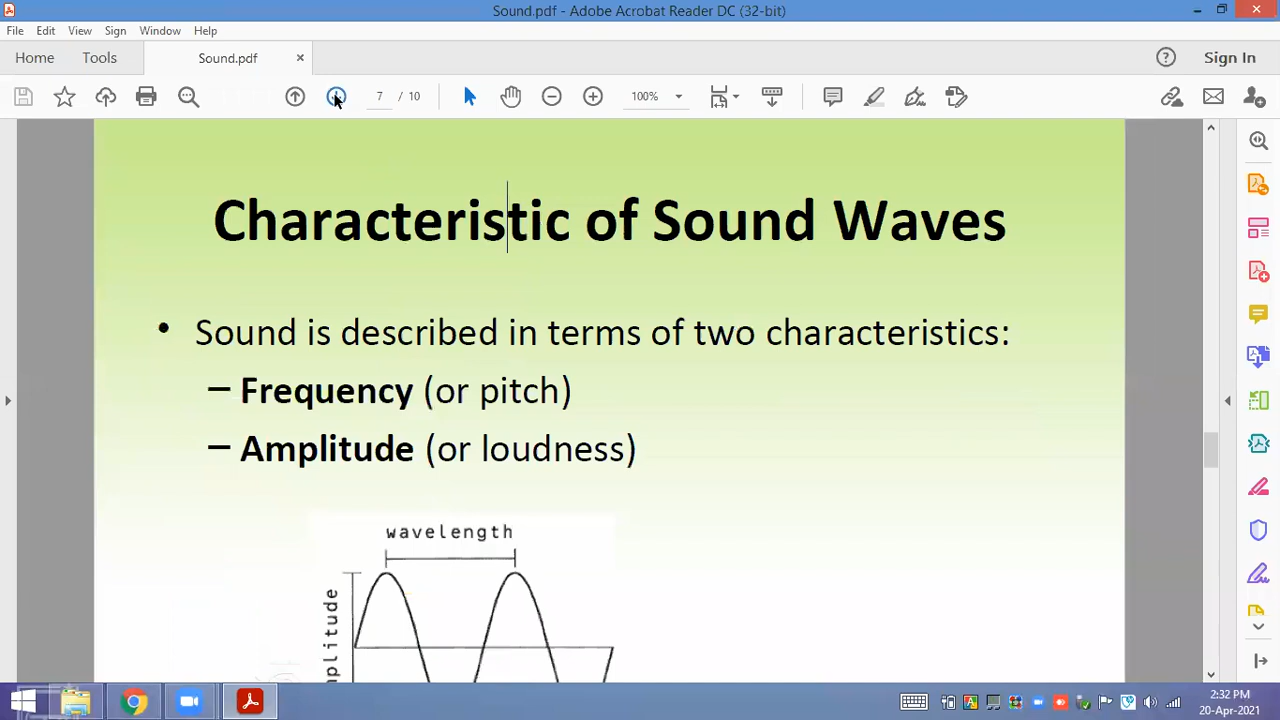 Sound.pdf - Adobe Acrobat Reader DC (32-bit)
File Edit View Sign Window Help
Home Tools Sound.pdf × ? Sign In
7 / 10 100%
Characteristic of Sound Waves
• Sound is described in terms of two characteristics:
– Frequency (or pitch)
– Amplitude (or loudness)
wavelength
plitude
2:32 PM
20-Apr-2021